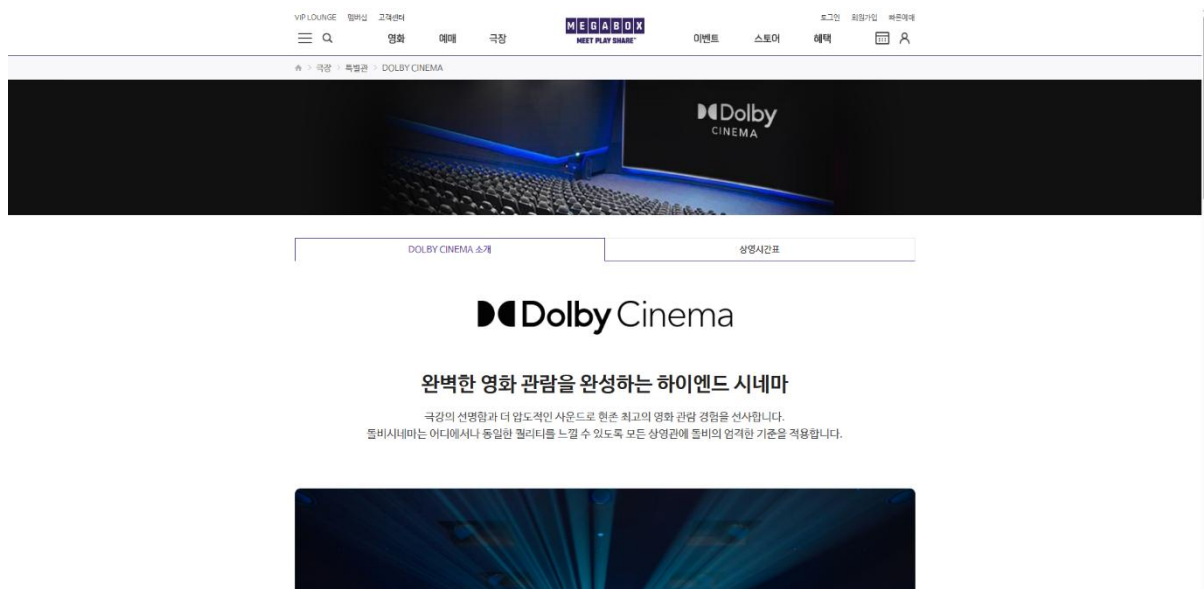 VIP LOUNGE 멤버십 고객센터
로그인 회원가입 빠른예매
영화 예매 극장
MEGABOX
MEET PLAY SHARE
이벤트 스토어 혜택
> 극장 > 특별관 > DOLBY CINEMA
Dolby
CINEMA
DOLBY CINEMA 소개
상영시간표
Dolby Cinema
완벽한 영화 관람을 완성하는 하이엔드 시네마
극강의 선명함과 더 압도적인 사운드로 현존 최고의 영화 관람 경험을 선사합니다.
돌비시네마는 어디에서나 동일한 퀄리티를 느낄 수 있도록 모든 상영관에 돌비의 엄격한 기준을 적용합니다.